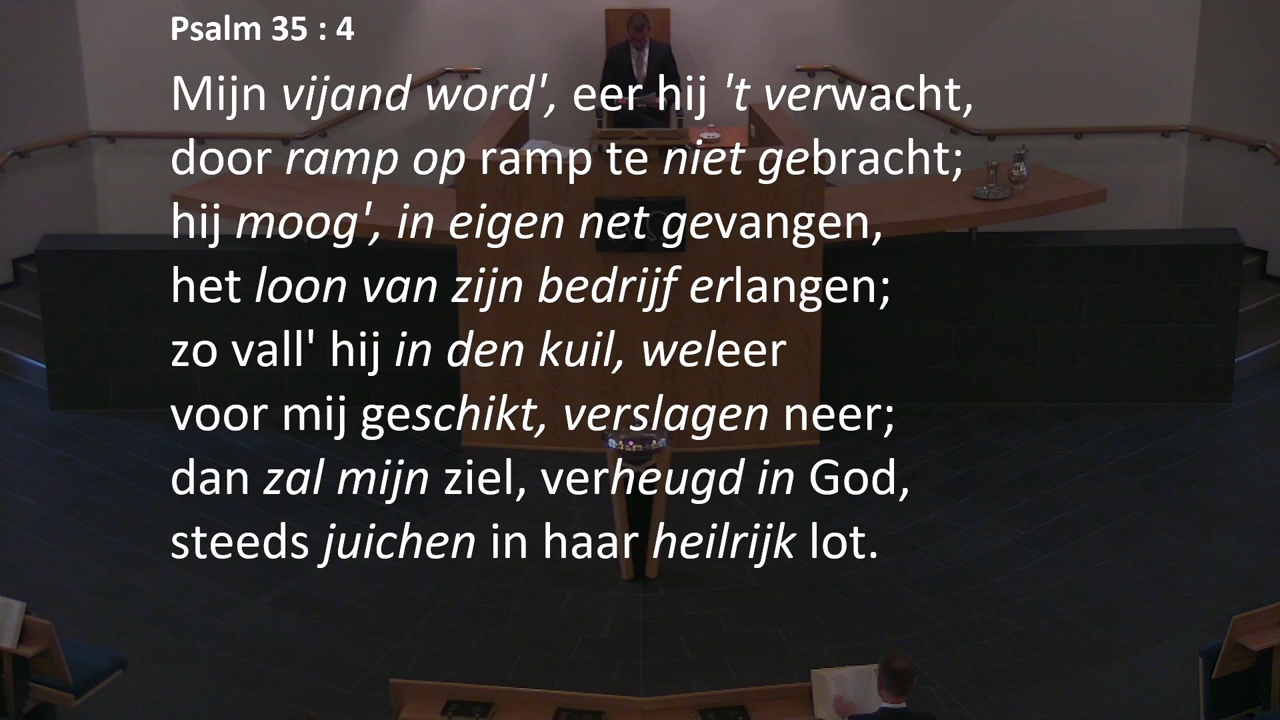 Psalm 35 : 4
Mijn vijand word', eer hij 't verwacht,
door ramp op ramp te niet gebracht;
hij moog', in eigen net gevangen,
het loon van zijn bedrijf erlangen;
zo vall' hij in den kuil, weleer
voor mij geschikt, verslagen neer;
dan zal mijn ziel, verheugd in God,
steeds juichen in haar heilrijk lot.